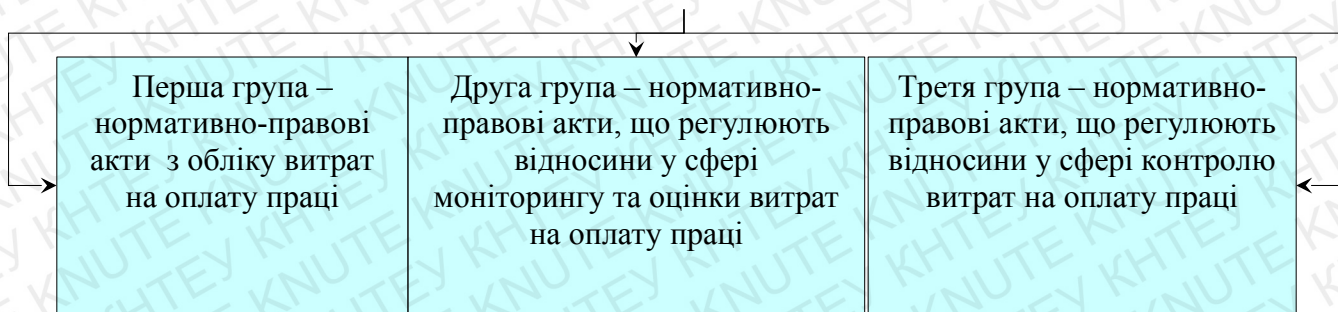 Перша група –
нормативно-правові
акти з обліку витрат
на оплату праці
Друга група – нормативно-
правові акти, що регулюють
відносини у сфері
моніторингу та оцінки витрат
на оплату праці
Третя група – нормативно-
правові акти, що регулюють
відносини у сфері контролю
витрат на оплату праці